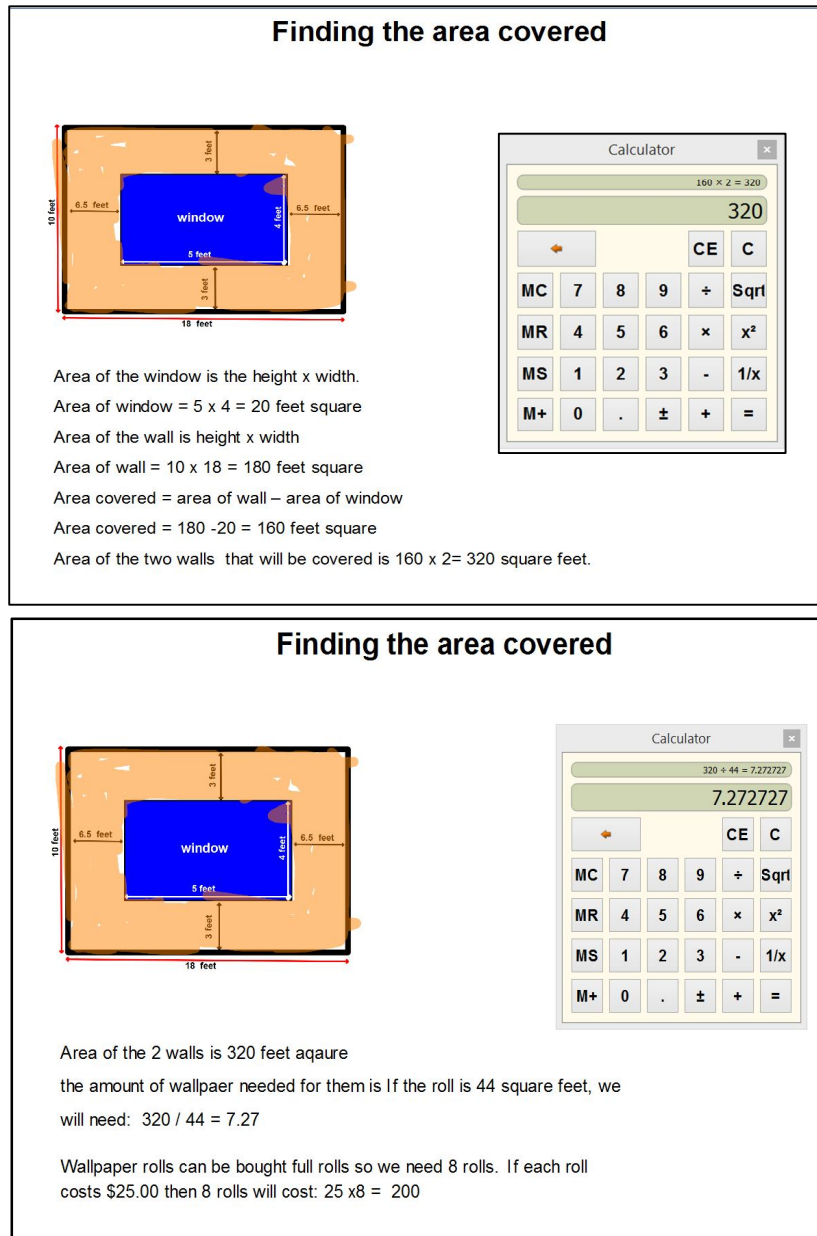 Finding the area covered
10 feet
3 feet
6.5 feet
window
4 feet
5 feet
6.5 feet
3 feet
18 feet
Calculator
×
160 × 2 = 320
320
CE C
MC 7 8 9 ÷ Sqrt
MR 4 5 6 × x²
MS 1 2 3 - 1/x
M+ 0 . ± + =
Area of the window is the height x width.
Area of window = 5 x 4 = 20 feet square
Area of the wall is height x width
Area of wall = 10 x 18 = 180 feet square
Area covered = area of wall – area of window
Area covered = 180 -20 = 160 feet square
Area of the two walls that will be covered is 160 x 2= 320 square feet.
Finding the area covered
10 feet
3 feet
6.5 feet
window
4 feet
5 feet
6.5 feet
3 feet
18 feet
Calculator
×
320 ÷ 44 = 7.272727
7.272727
CE C
MC 7 8 9 ÷ Sqrt
MR 4 5 6 × x²
MS 1 2 3 - 1/x
M+ 0 . ± + =
Area of the 2 walls is 320 feet aqaure
the amount of wallpaer needed for them is If the roll is 44 square feet, we
will need: 320 / 44 = 7.27
Wallpaper rolls can be bought full rolls so we need 8 rolls. If each roll
costs $25.00 then 8 rolls will cost: 25 x8 = 200